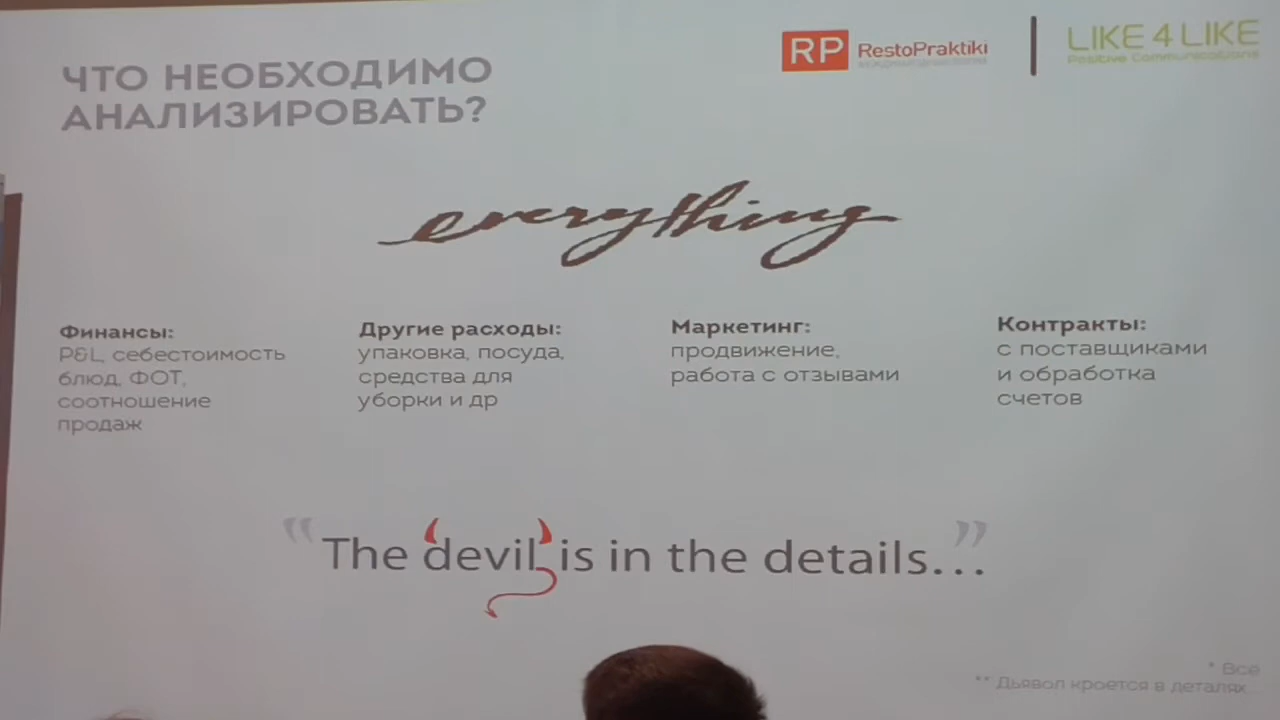 ЧТО НЕОБХОДИМО
АНАЛИЗИРОВАТЬ?
RP RestoPraktiki
LIKE 4 LIKE
Positive Communications
everything
Финансы:
P&L, себестоимость
блюд, ФОТ,
соотношение
продаж
Другие расходы:
упаковка, посуда,
средства для
уборки и др
Маркетинг:
продвижение,
работа с отзывами
Контракты:
с поставщиками
и обработка
счетов
“The devil is in the details...”
* Все
** Дьявол кроется в деталях